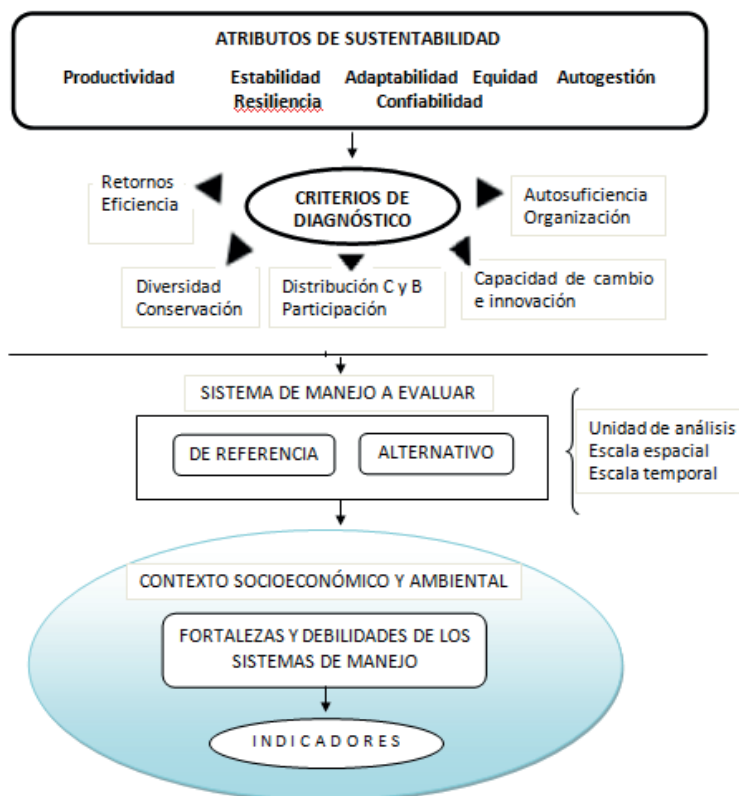 ATRIBUTOS DE SUSTENTABILIDAD
Productividad Estabilidad Adaptabilidad Equidad Autogestión
Resiliencia Confiabilidad
Retornos
Eficiencia
CRITERIOS DE
DIAGNÓSTICO
Autosuficiencia
Organización
Diversidad
Conservación
Distribución C y B
Participación
Capacidad de cambio
e innovación
SISTEMA DE MANEJO A EVALUAR
DE REFERENCIA
ALTERNATIVO
Unidad de análisis
Escala espacial
Escala temporal
CONTEXTO SOCIOECONÓMICO Y AMBIENTAL
FORTALEZAS Y DEBILIDADES DE LOS
SISTEMAS DE MANEJO
INDICADORES